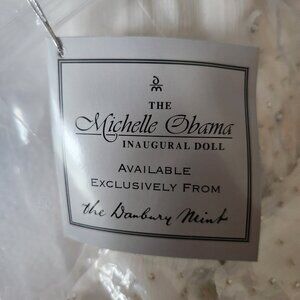 THE
Michelle Obama
INAUGURAL DOLL
AVAILABLE
EXCLUSIVELY FROM
the Danbury Mint